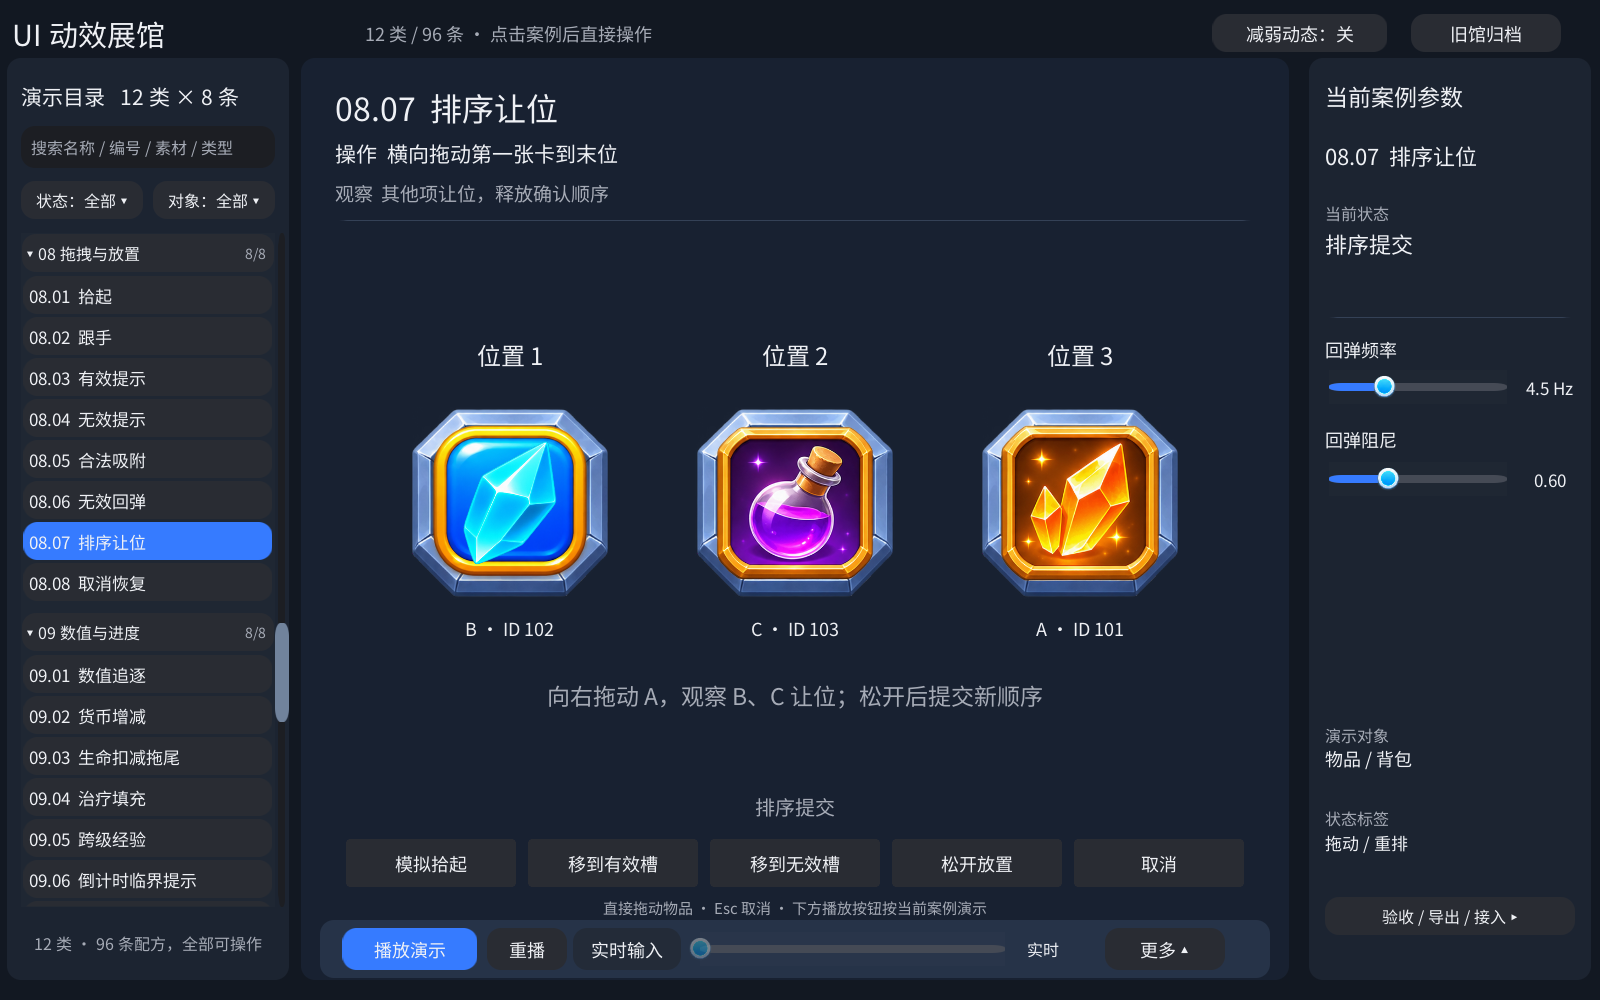 UI 动效展馆
12 类 / 96 条 • 点击案例后直接操作
减弱动态：关
旧馆归档
演示目录 12 类 × 8 条
搜索名称 / 编号 / 素材 / 类型
状态：全部 ▾
对象：全部 ▾
▾ 08 拖拽与放置 8/8
08.01 拾起
08.02 跟手
08.03 有效提示
08.04 无效提示
08.05 合法吸附
08.06 无效回弹
08.07 排序让位
08.08 取消恢复
▾ 09 数值与进度 8/8
09.01 数值追逐
09.02 货币增减
09.03 生命扣减拖尾
09.04 治疗填充
09.05 跨级经验
09.06 倒计时临界提示
12 类 • 96 条配方，全部可操作
08.07 排序让位
操作 横向拖动第一张卡到末位
观察 其他项让位，释放确认顺序
位置 1
位置 2
位置 3
B • ID 102
C • ID 103
A • ID 101
向右拖动 A，观察 B、C 让位；松开后提交新顺序
排序提交
模拟拾起
移到有效槽
移到无效槽
松开放置
取消
直接拖动物品 • Esc 取消 • 下方播放按钮按当前案例演示
播放演示
重播
实时输入
实时
更多 ▴
当前案例参数
08.07 排序让位
当前状态
排序提交
回弹频率
4.5 Hz
回弹阻尼
0.60
演示对象
物品 / 背包
状态标签
拖动 / 重排
验收 / 导出 / 接入 ▸